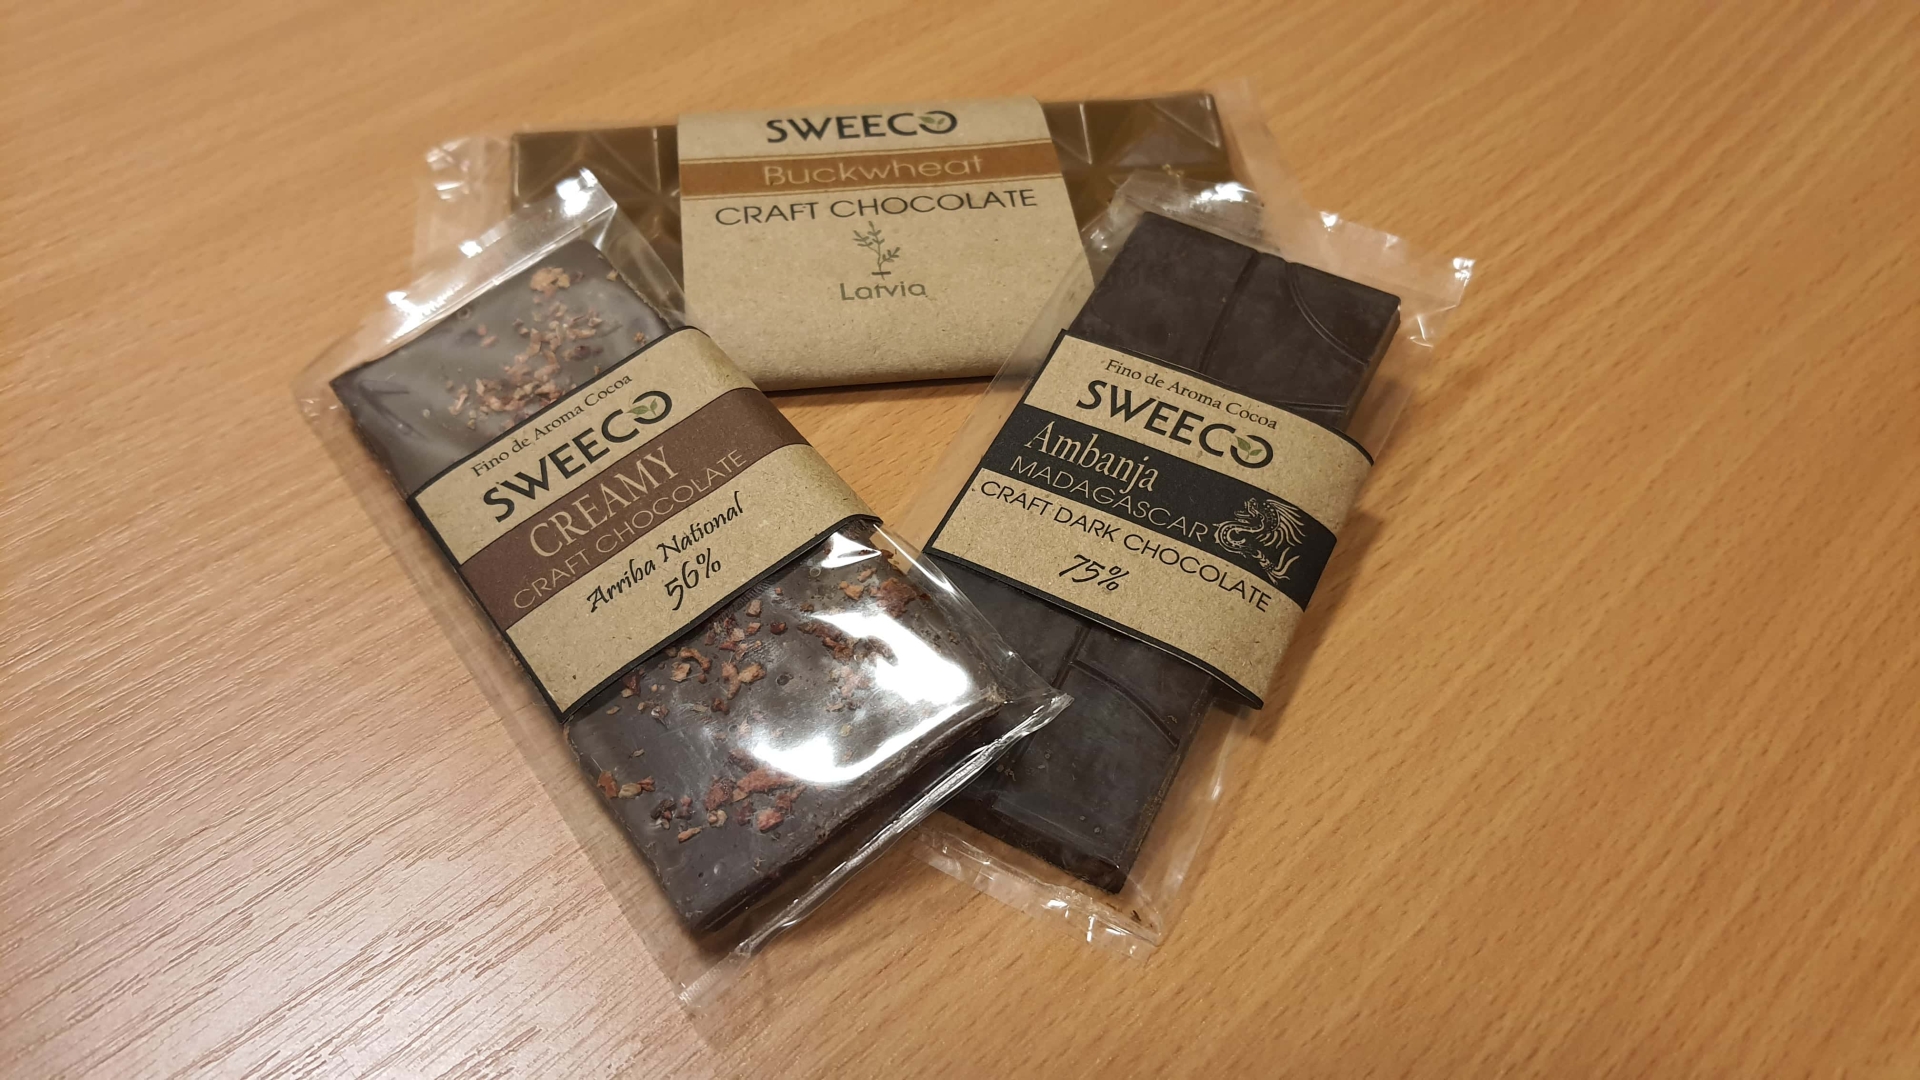 SWEECO
Buckwheat
CRAFT CHOCOLATE
Latvia
Fino de Aroma Cocoa
SWEECO
CREAMY
CRAFT CHOCOLATE
Arriba National
56%
Fino de Aroma Cocoa
SWEECO
Ambanja
MADAGASCAR
CRAFT DARK CHOCOLATE
75%